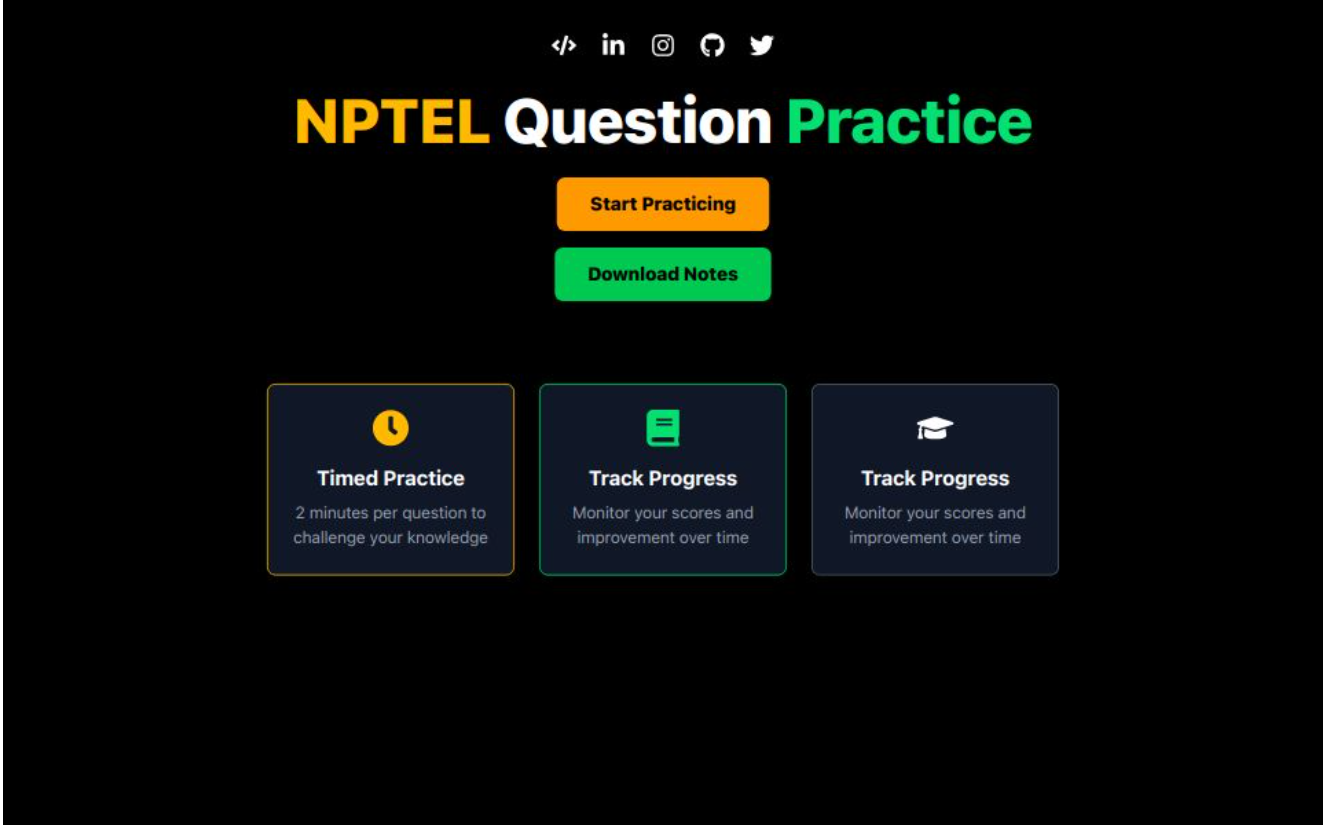 NPTEL Question Practice
Start Practicing
Download Notes
Timed Practice
2 minutes per question to
challenge your knowledge
Track Progress
Monitor your scores and
improvement over time
Track Progress
Monitor your scores and
improvement over time